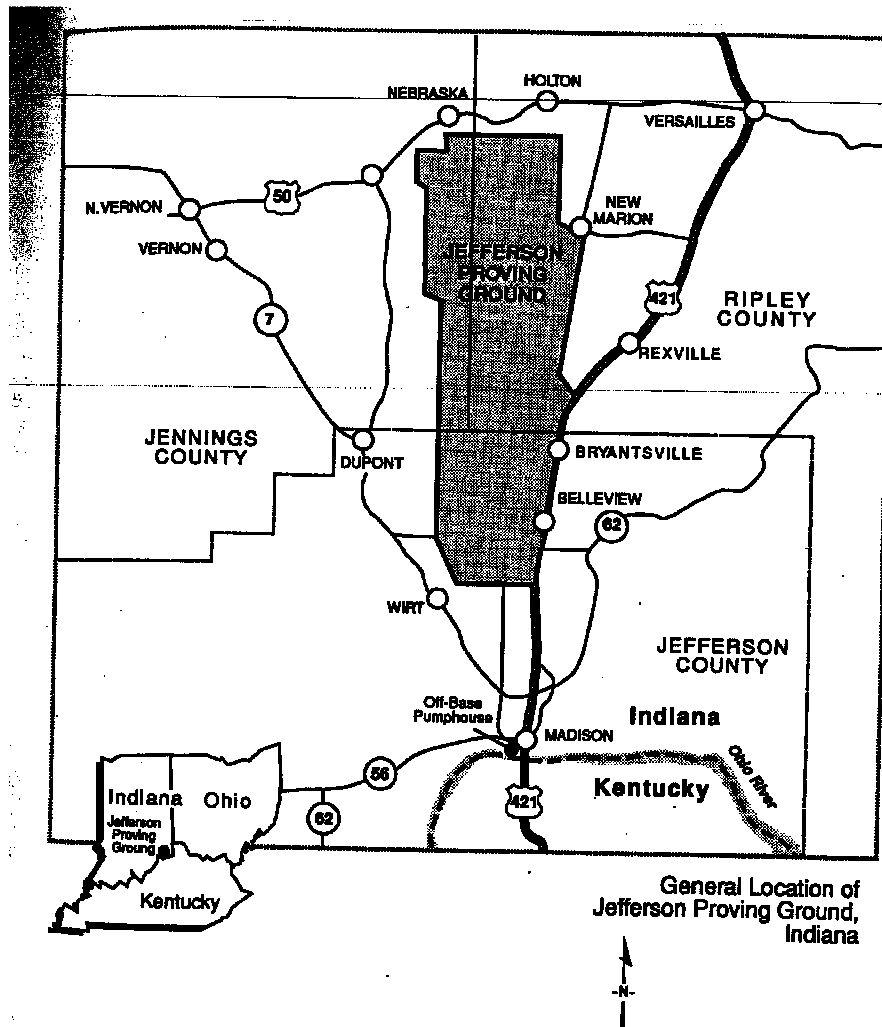 HOLTON
NEBRASKA
VERSAILLES
50
N. VERNON
NEW
MARION
VERNON
JEFFERSON
PROVING
GROUND
421
RIPLEY
COUNTY
7
REXVILLE
JENNINGS
COUNTY
DUPONT
BRYANTSVILLE
BELLEVIEW
62
WIRT
JEFFERSON
COUNTY
Off-Base
Pumphouse
Indiana
MADISON
Ohio River
56
Kentucky
421
62
Indiana
Ohio
Jefferson
Proving
Ground
Kentucky
General Location of
Jefferson Proving Ground,
Indiana
-N-